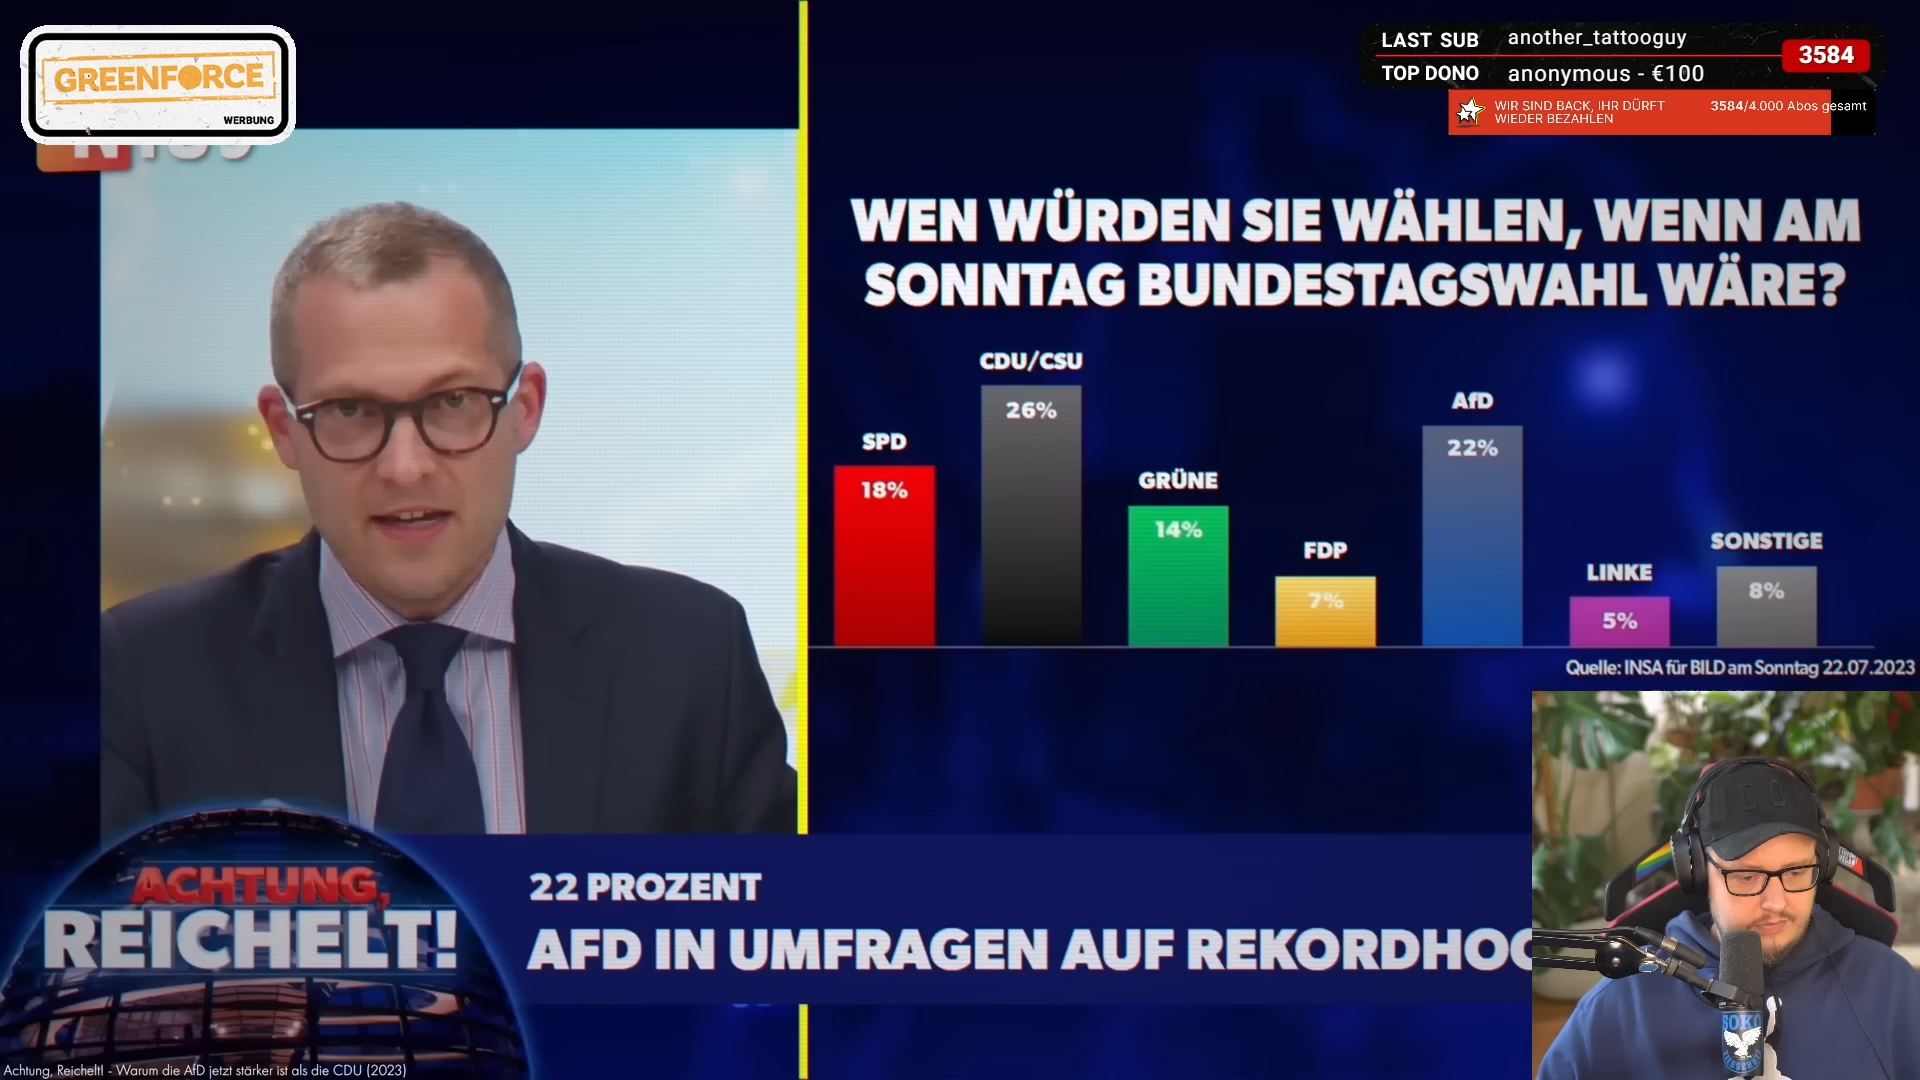 GREENFORCE
WERBUNG
LAST SUB another_tattooguy
TOP DONO anonymous - €100
3584
WIR SIND BACK, IHR DÜRFT
WIEDER BEZAHLEN
3584/4.000 Abos gesamt
WEN WÜRDEN SIE WÄHLEN, WENN AM
SONNTAG BUNDESTAGSWAHL WÄRE?
SPD
18%
CDU/CSU
26%
GRÜNE
14%
FDP
7%
AfD
22%
LINKE
5%
SONSTIGE
8%
Quelle: INSA für BILD am Sonntag 22.07.2023
ACHTUNG,
REICHELT!
22 PROZENT
AFD IN UMFRAGEN AUF REKORDHOC
SOKO
Achtung, Reichelt! - Warum die AfD jetzt stärker ist als die CDU (2023)